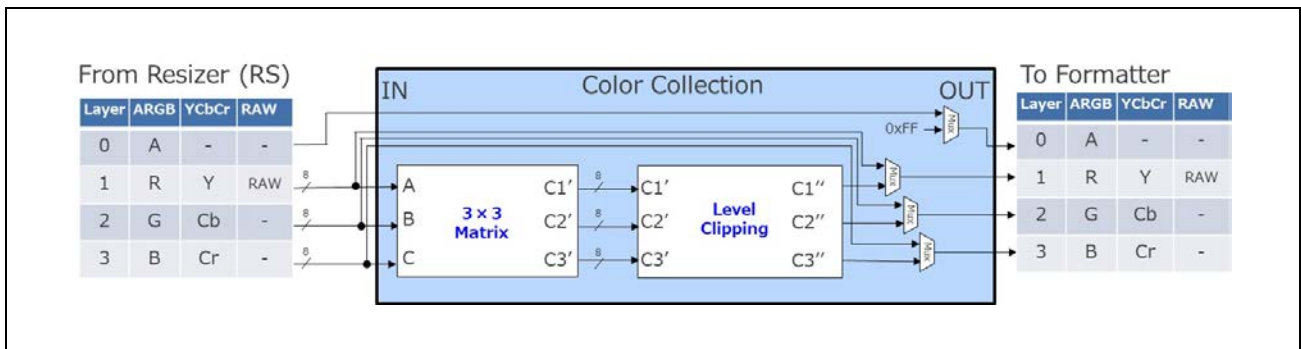 From Resizer (RS)
Layer ARGB YCbCr RAW
0 A - -
1 R Y RAW
2 G Cb -
3 B Cr -
8
8
8
IN
Color Collection
OUT
0xFF
Mux
Mux
Mux
Mux
A
B
C
3 × 3
Matrix
C1′
C2′
C3′
8
8
8
C1′
C2′
C3′
Level
Clipping
C1′′
C2′′
C3′′
To Formatter
Layer ARGB YCbCr RAW
0 A - -
1 R Y RAW
2 G Cb -
3 B Cr -